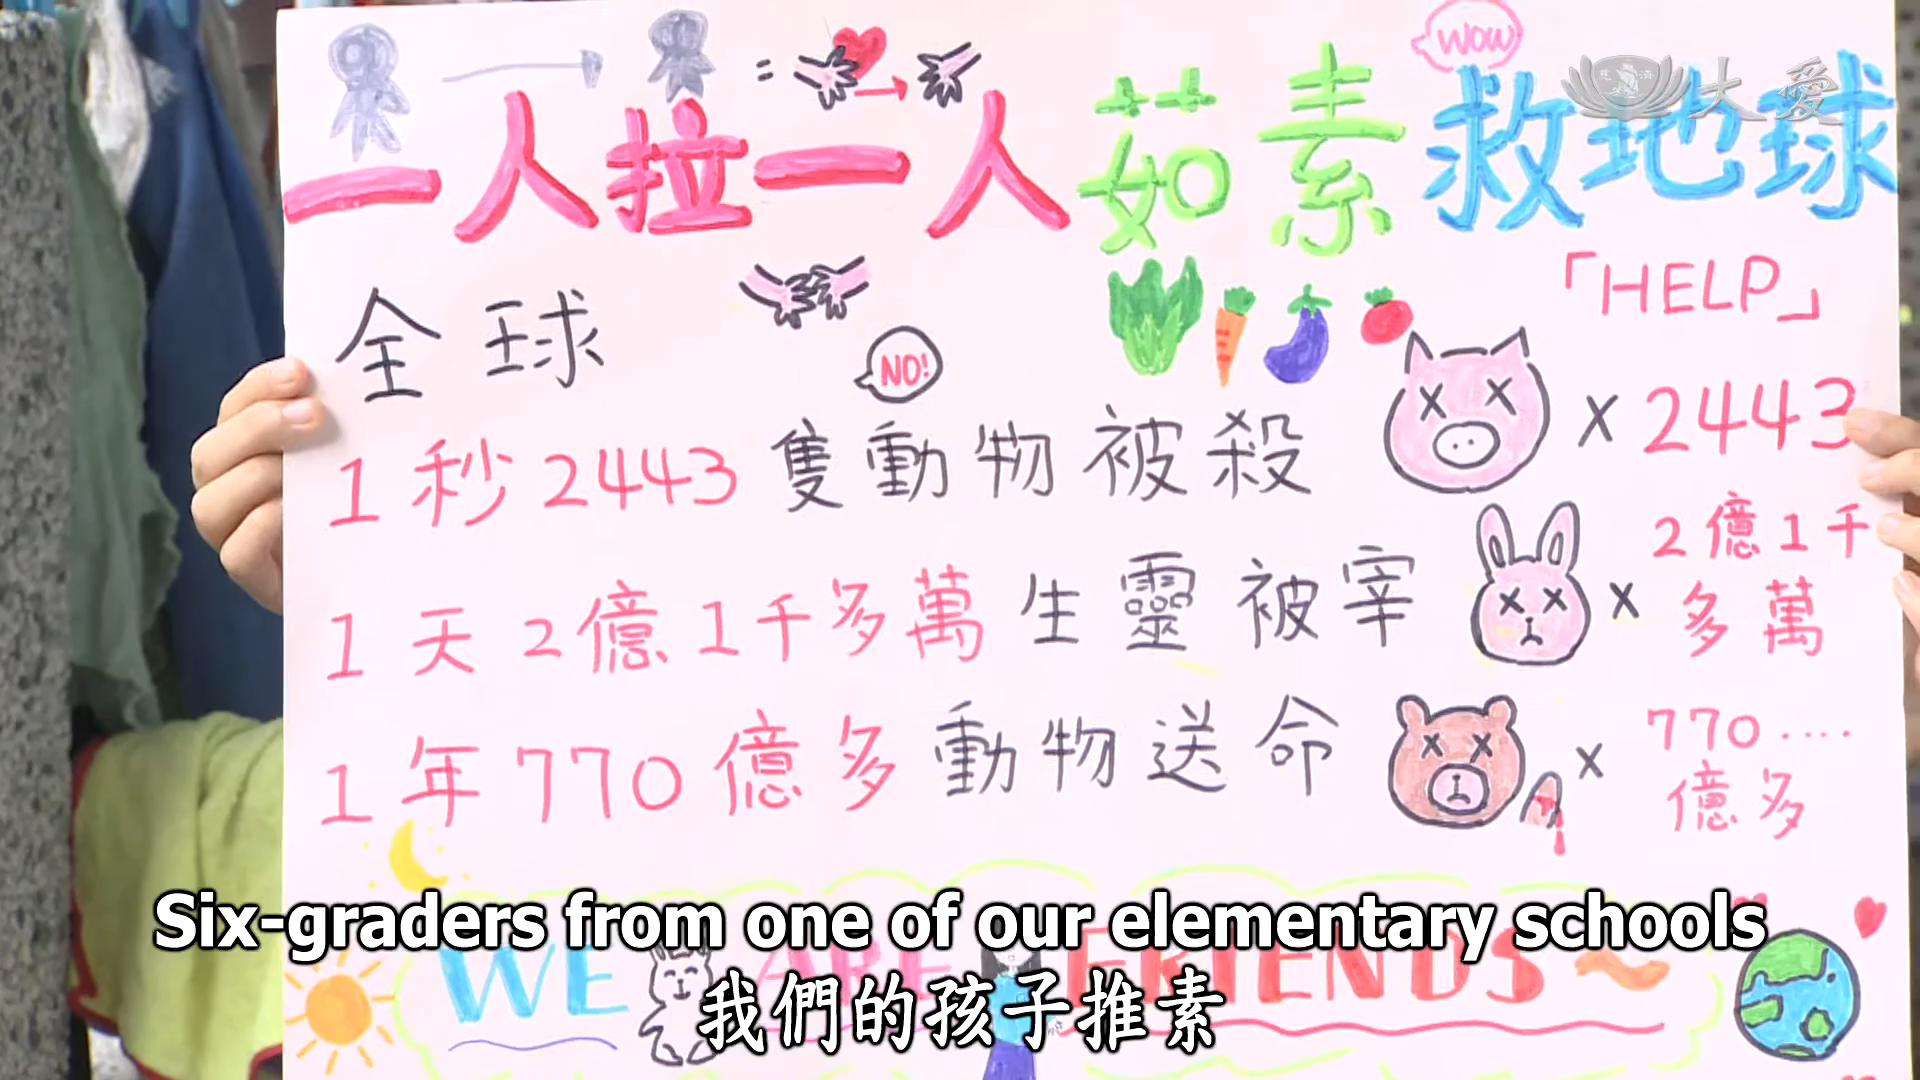 WOW
大愛
一人拉一人茹素救地球
「HELP」
全球
NO!
1秒2443隻動物被殺 x 2443
1天2億1千多萬生靈被宰 x 2億1千多萬
1年770億多動物送命 x 770....億多
WE ARE FRIENDS~
Six-graders from one of our elementary schools
我們的孩子推素